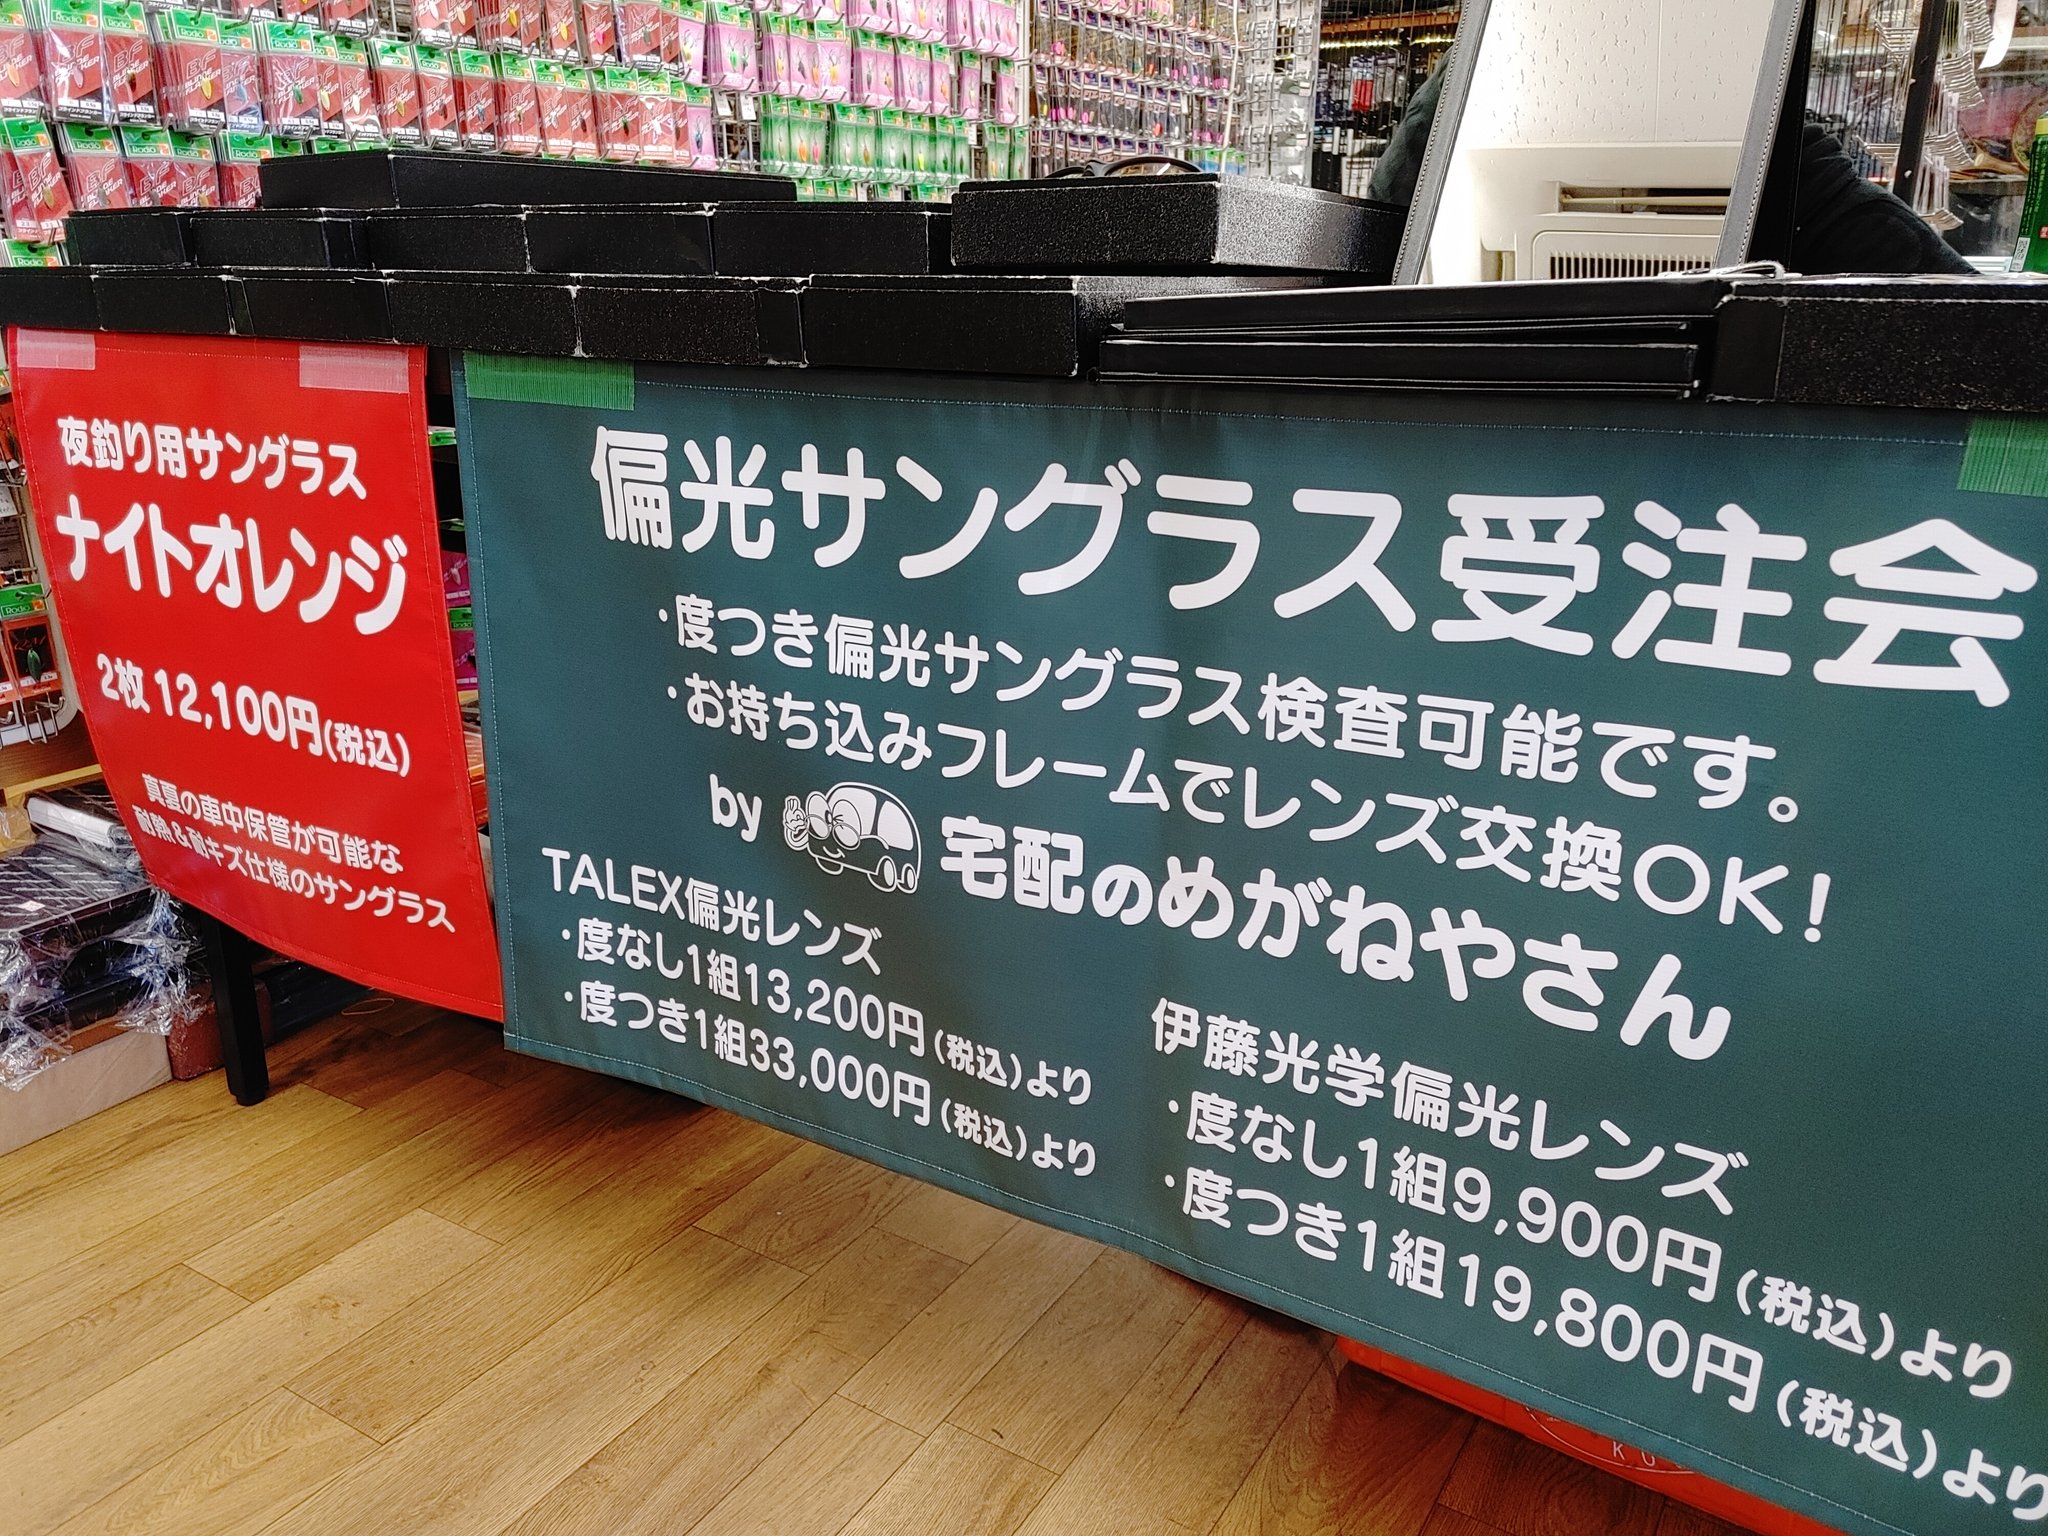 夜釣り用サングラス
ナイトオレンジ
2枚 12,100円(税込)
真夏の車中保管が可能な
耐熱&耐キズ仕様のサングラス
偏光サングラス受注会
・度つき偏光サングラス検査可能です。
・お持ち込みフレームでレンズ交換OK!
by 宅配のめがねやさん
TALEX偏光レンズ
・度なし1組13,200円(税込)より
・度つき1組33,000円(税込)より
伊藤光学偏光レンズ
・度なし1組9,900円(税込)より
・度つき1組19,800円(税込)より